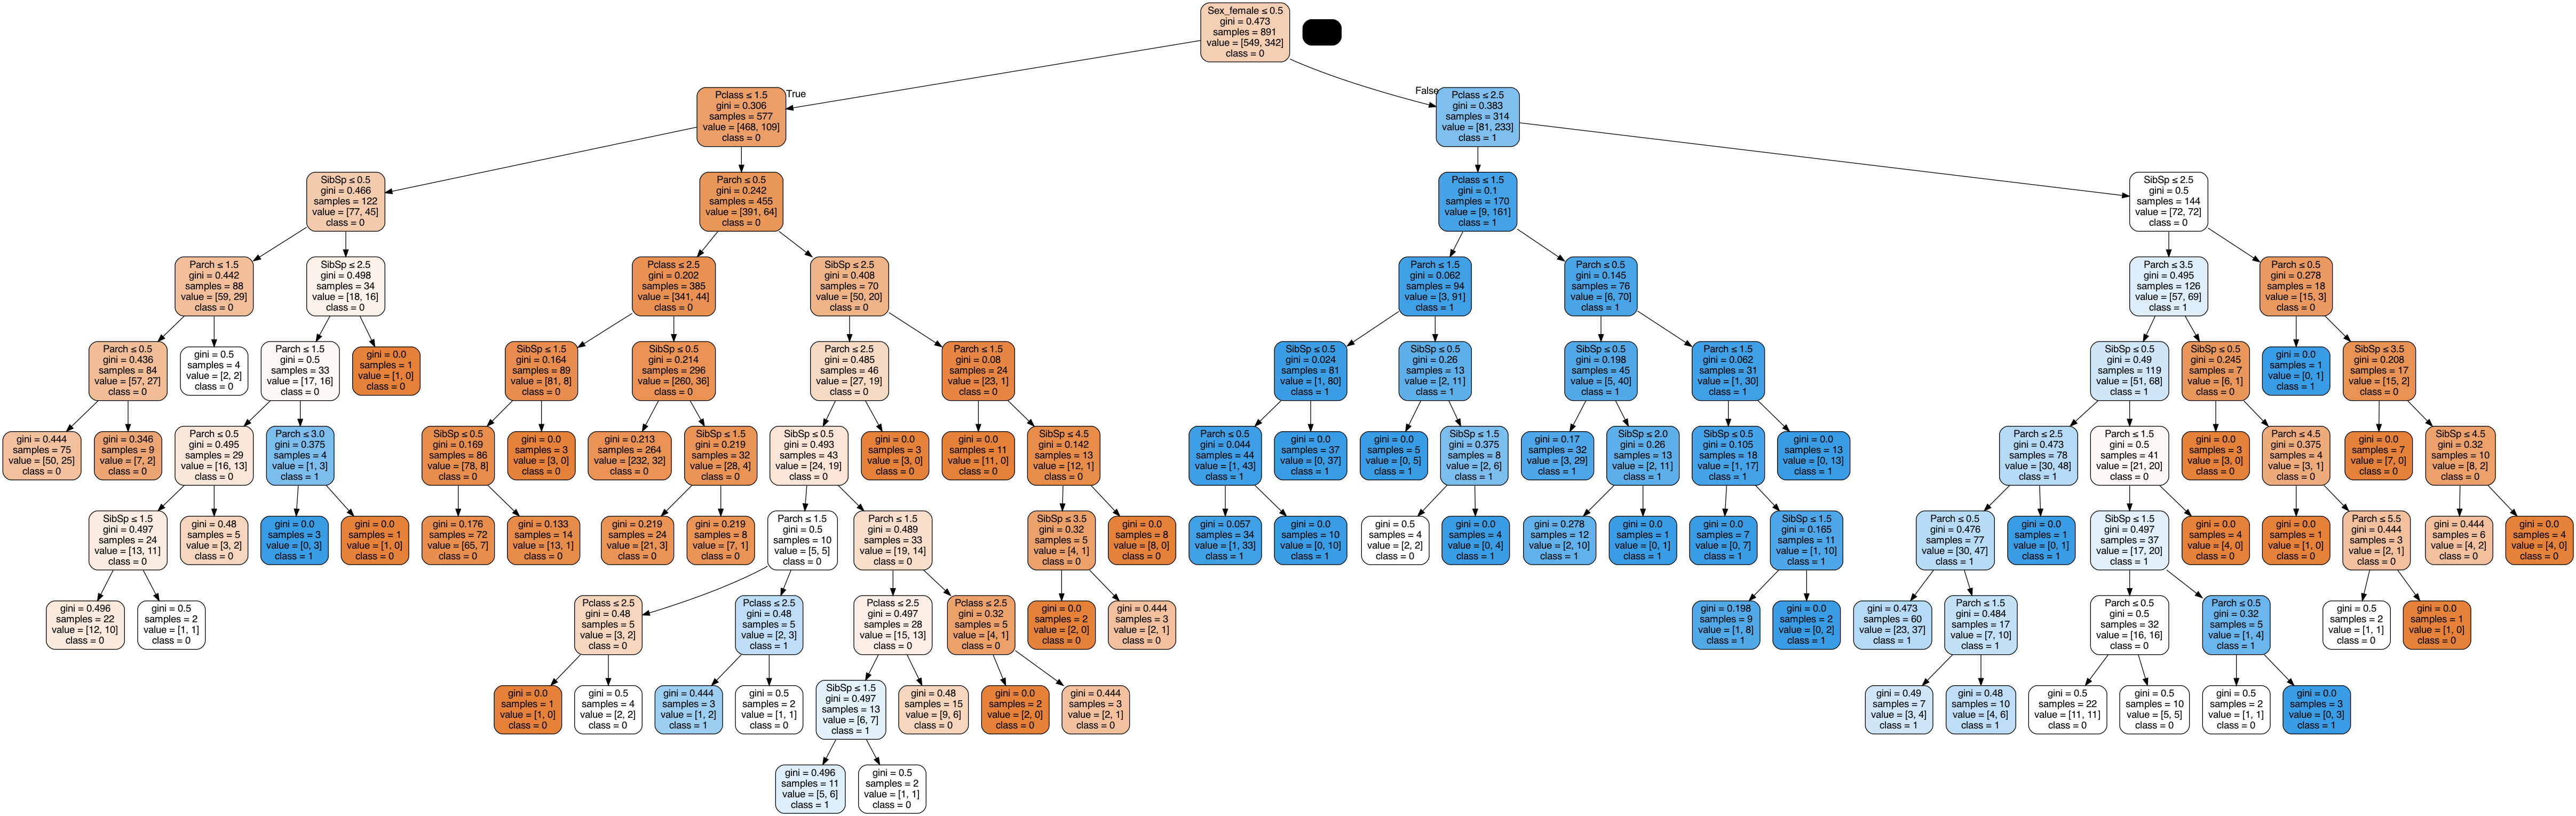 Sex_female ≤ 0.5
gini = 0.473
samples = 891
value = [549, 342]
class = 0
True
False
Pclass ≤ 1.5
gini = 0.306
samples = 577
value = [468, 109]
class = 0
Pclass ≤ 2.5
gini = 0.383
samples = 314
value = [81, 233]
class = 1
SibSp ≤ 0.5
gini = 0.466
samples = 122
value = [77, 45]
class = 0
Parch ≤ 0.5
gini = 0.242
samples = 455
value = [391, 64]
class = 0
Pclass ≤ 1.5
gini = 0.1
samples = 170
value = [9, 161]
class = 1
SibSp ≤ 2.5
gini = 0.5
samples = 144
value = [72, 72]
class = 0
Parch ≤ 1.5
gini = 0.442
samples = 88
value = [59, 29]
class = 0
SibSp ≤ 2.5
gini = 0.498
samples = 34
value = [18, 16]
class = 0
Pclass ≤ 2.5
gini = 0.202
samples = 385
value = [341, 44]
class = 0
SibSp ≤ 2.5
gini = 0.408
samples = 70
value = [50, 20]
class = 0
Parch ≤ 1.5
gini = 0.062
samples = 94
value = [3, 91]
class = 1
Parch ≤ 0.5
gini = 0.145
samples = 76
value = [6, 70]
class = 1
Parch ≤ 3.5
gini = 0.495
samples = 126
value = [57, 69]
class = 1
Parch ≤ 0.5
gini = 0.278
samples = 18
value = [15, 3]
class = 0
Parch ≤ 0.5
gini = 0.436
samples = 84
value = [57, 27]
class = 0
gini = 0.5
samples = 4
value = [2, 2]
class = 0
Parch ≤ 1.5
gini = 0.5
samples = 33
value = [17, 16]
class = 0
gini = 0.0
samples = 1
value = [1, 0]
class = 0
SibSp ≤ 1.5
gini = 0.164
samples = 89
value = [81, 8]
class = 0
SibSp ≤ 0.5
gini = 0.214
samples = 296
value = [260, 36]
class = 0
Parch ≤ 2.5
gini = 0.485
samples = 46
value = [27, 19]
class = 0
Parch ≤ 1.5
gini = 0.08
samples = 24
value = [23, 1]
class = 0
SibSp ≤ 0.5
gini = 0.024
samples = 81
value = [1, 80]
class = 1
SibSp ≤ 0.5
gini = 0.26
samples = 13
value = [2, 11]
class = 1
SibSp ≤ 0.5
gini = 0.198
samples = 45
value = [5, 40]
class = 1
Parch ≤ 1.5
gini = 0.062
samples = 31
value = [1, 30]
class = 1
SibSp ≤ 0.5
gini = 0.49
samples = 119
value = [51, 68]
class = 1
SibSp ≤ 0.5
gini = 0.245
samples = 7
value = [6, 1]
class = 0
gini = 0.0
samples = 1
value = [0, 1]
class = 1
SibSp ≤ 3.5
gini = 0.208
samples = 17
value = [15, 2]
class = 0
gini = 0.444
samples = 75
value = [50, 25]
class = 0
gini = 0.346
samples = 9
value = [7, 2]
class = 0
Parch ≤ 0.5
gini = 0.495
samples = 29
value = [16, 13]
class = 0
Parch ≤ 3.0
gini = 0.375
samples = 4
value = [1, 3]
class = 1
SibSp ≤ 0.5
gini = 0.169
samples = 86
value = [78, 8]
class = 0
gini = 0.0
samples = 3
value = [3, 0]
class = 0
gini = 0.213
samples = 264
value = [232, 32]
class = 0
SibSp ≤ 1.5
gini = 0.219
samples = 32
value = [28, 4]
class = 0
SibSp ≤ 0.5
gini = 0.493
samples = 43
value = [24, 19]
class = 0
gini = 0.0
samples = 3
value = [3, 0]
class = 0
gini = 0.0
samples = 11
value = [11, 0]
class = 0
SibSp ≤ 4.5
gini = 0.142
samples = 13
value = [12, 1]
class = 0
Parch ≤ 0.5
gini = 0.044
samples = 44
value = [1, 43]
class = 1
gini = 0.0
samples = 37
value = [0, 37]
class = 1
gini = 0.0
samples = 5
value = [0, 5]
class = 1
SibSp ≤ 1.5
gini = 0.375
samples = 8
value = [2, 6]
class = 1
gini = 0.17
samples = 32
value = [3, 29]
class = 1
SibSp ≤ 2.0
gini = 0.26
samples = 13
value = [2, 11]
class = 1
SibSp ≤ 0.5
gini = 0.105
samples = 18
value = [1, 17]
class = 1
gini = 0.0
samples = 13
value = [0, 13]
class = 1
Parch ≤ 2.5
gini = 0.473
samples = 78
value = [30, 48]
class = 1
Parch ≤ 1.5
gini = 0.5
samples = 41
value = [21, 20]
class = 0
gini = 0.0
samples = 3
value = [3, 0]
class = 0
Parch ≤ 4.5
gini = 0.375
samples = 4
value = [3, 1]
class = 0
gini = 0.0
samples = 7
value = [7, 0]
class = 0
SibSp ≤ 4.5
gini = 0.32
samples = 10
value = [8, 2]
class = 0
SibSp ≤ 1.5
gini = 0.497
samples = 24
value = [13, 11]
class = 0
gini = 0.48
samples = 5
value = [3, 2]
class = 0
gini = 0.0
samples = 3
value = [0, 3]
class = 1
gini = 0.0
samples = 1
value = [1, 0]
class = 0
gini = 0.176
samples = 72
value = [65, 7]
class = 0
gini = 0.133
samples = 14
value = [13, 1]
class = 0
gini = 0.219
samples = 24
value = [21, 3]
class = 0
gini = 0.219
samples = 8
value = [7, 1]
class = 0
Parch ≤ 1.5
gini = 0.5
samples = 10
value = [5, 5]
class = 0
Parch ≤ 1.5
gini = 0.489
samples = 33
value = [19, 14]
class = 0
SibSp ≤ 3.5
gini = 0.32
samples = 5
value = [4, 1]
class = 0
gini = 0.0
samples = 8
value = [8, 0]
class = 0
gini = 0.057
samples = 34
value = [1, 33]
class = 1
gini = 0.0
samples = 10
value = [0, 10]
class = 1
gini = 0.5
samples = 4
value = [2, 2]
class = 0
gini = 0.0
samples = 4
value = [0, 4]
class = 1
gini = 0.278
samples = 12
value = [2, 10]
class = 1
gini = 0.0
samples = 1
value = [0, 1]
class = 1
gini = 0.0
samples = 7
value = [0, 7]
class = 1
SibSp ≤ 1.5
gini = 0.165
samples = 11
value = [1, 10]
class = 1
Parch ≤ 0.5
gini = 0.476
samples = 77
value = [30, 47]
class = 1
gini = 0.0
samples = 1
value = [0, 1]
class = 1
SibSp ≤ 1.5
gini = 0.497
samples = 37
value = [17, 20]
class = 1
gini = 0.0
samples = 4
value = [4, 0]
class = 0
gini = 0.0
samples = 1
value = [1, 0]
class = 0
Parch ≤ 5.5
gini = 0.444
samples = 3
value = [2, 1]
class = 0
gini = 0.444
samples = 6
value = [4, 2]
class = 0
gini = 0.0
samples = 4
value = [4, 0]
class = 0
gini = 0.496
samples = 22
value = [12, 10]
class = 0
gini = 0.5
samples = 2
value = [1, 1]
class = 0
Pclass ≤ 2.5
gini = 0.48
samples = 5
value = [3, 2]
class = 0
Pclass ≤ 2.5
gini = 0.48
samples = 5
value = [2, 3]
class = 1
Pclass ≤ 2.5
gini = 0.497
samples = 28
value = [15, 13]
class = 0
Pclass ≤ 2.5
gini = 0.32
samples = 5
value = [4, 1]
class = 0
gini = 0.0
samples = 2
value = [2, 0]
class = 0
gini = 0.444
samples = 3
value = [2, 1]
class = 0
gini = 0.198
samples = 9
value = [1, 8]
class = 1
gini = 0.0
samples = 2
value = [0, 2]
class = 1
gini = 0.473
samples = 60
value = [23, 37]
class = 1
Parch ≤ 1.5
gini = 0.484
samples = 17
value = [7, 10]
class = 1
Parch ≤ 0.5
gini = 0.5
samples = 32
value = [16, 16]
class = 0
Parch ≤ 0.5
gini = 0.32
samples = 5
value = [1, 4]
class = 1
gini = 0.5
samples = 2
value = [1, 1]
class = 0
gini = 0.0
samples = 1
value = [1, 0]
class = 0
gini = 0.0
samples = 1
value = [1, 0]
class = 0
gini = 0.5
samples = 4
value = [2, 2]
class = 0
gini = 0.444
samples = 3
value = [1, 2]
class = 1
gini = 0.5
samples = 2
value = [1, 1]
class = 0
SibSp ≤ 1.5
gini = 0.497
samples = 13
value = [6, 7]
class = 1
gini = 0.48
samples = 15
value = [9, 6]
class = 0
gini = 0.0
samples = 2
value = [2, 0]
class = 0
gini = 0.444
samples = 3
value = [2, 1]
class = 0
gini = 0.49
samples = 7
value = [3, 4]
class = 1
gini = 0.48
samples = 10
value = [4, 6]
class = 1
gini = 0.5
samples = 22
value = [11, 11]
class = 0
gini = 0.5
samples = 10
value = [5, 5]
class = 0
gini = 0.5
samples = 2
value = [1, 1]
class = 0
gini = 0.0
samples = 3
value = [0, 3]
class = 1
gini = 0.496
samples = 11
value = [5, 6]
class = 1
gini = 0.5
samples = 2
value = [1, 1]
class = 0